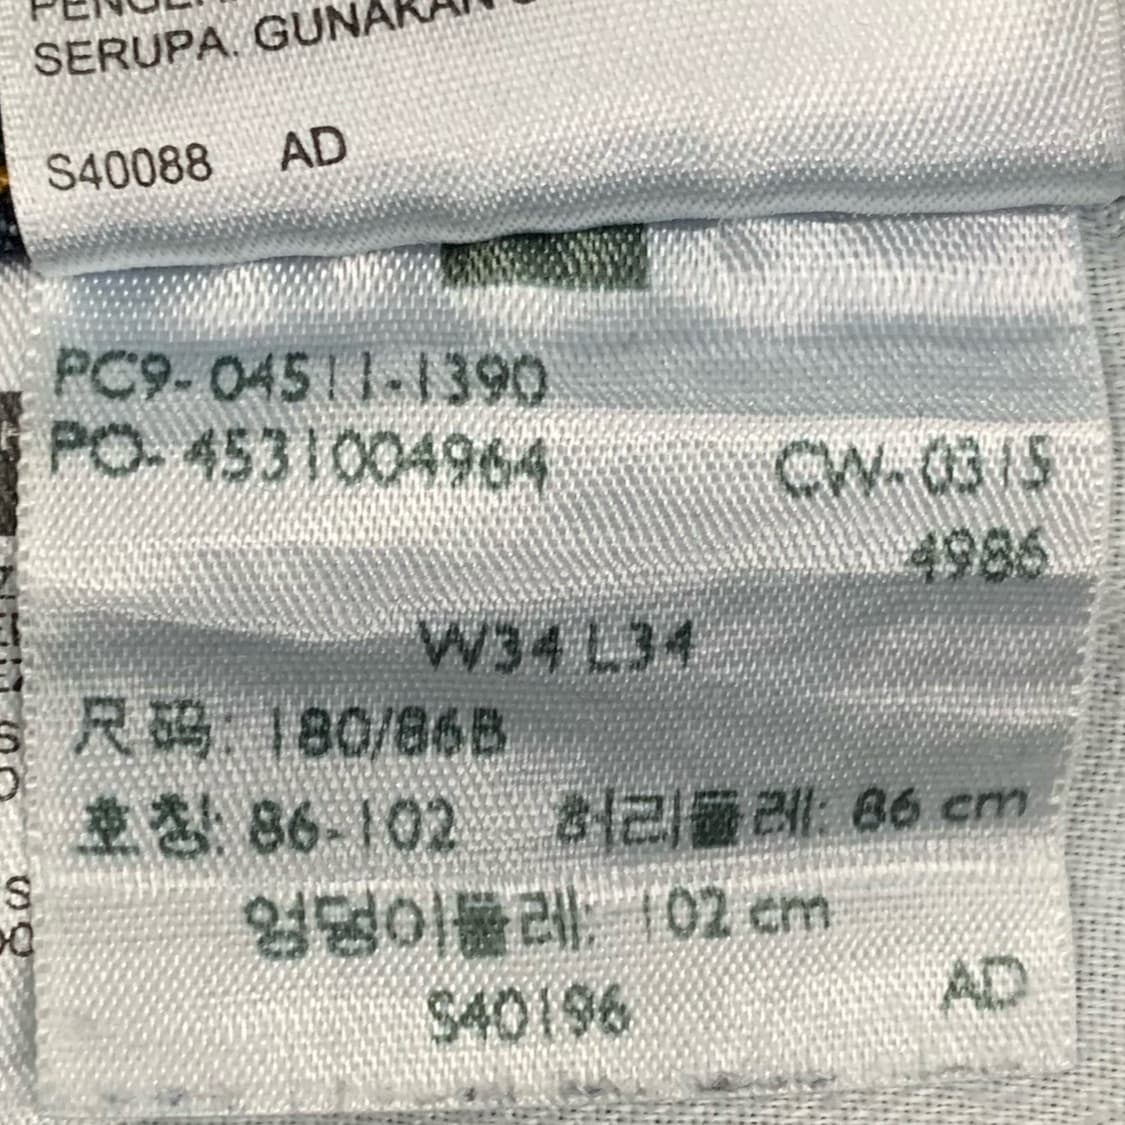 SERUPA. GUNAKAN
S40088 AD
PC9-04511-1390
PO-4531004964 CW-0315
4986
W34 L34
尺码: 180/86B
호칭: 86-102 허리둘레: 86 cm
엉덩이둘레: 102 cm
S40196 AD